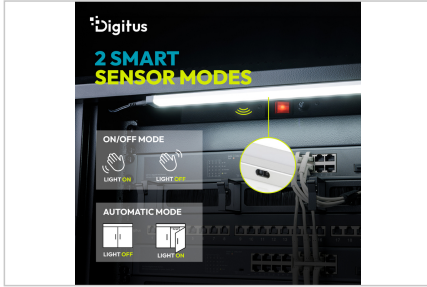 Digitus
2 SMART
SENSOR MODES
ON/OFF MODE
LIGHT ON
LIGHT OFF
AUTOMATIC MODE
LIGHT OFF
LIGHT ON